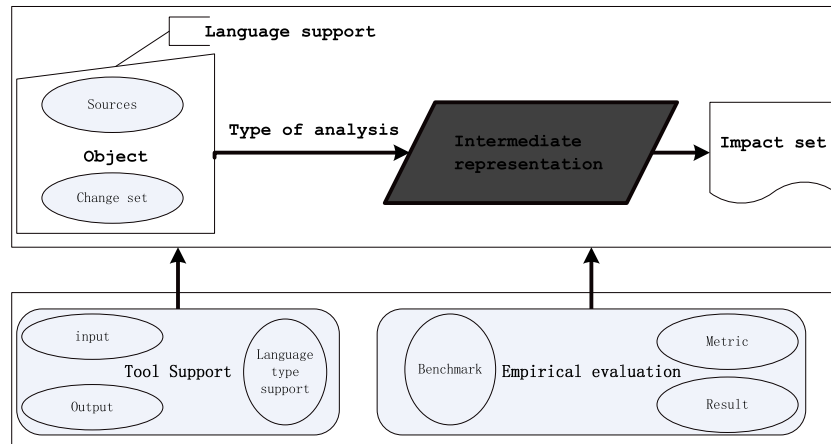 Language support
Sources
Object
Change set
Type of analysis
Intermediate
representation
Impact set
input
Tool Support
Output
Language
type
support
Benchmark
Empirical evaluation
Metric
Result